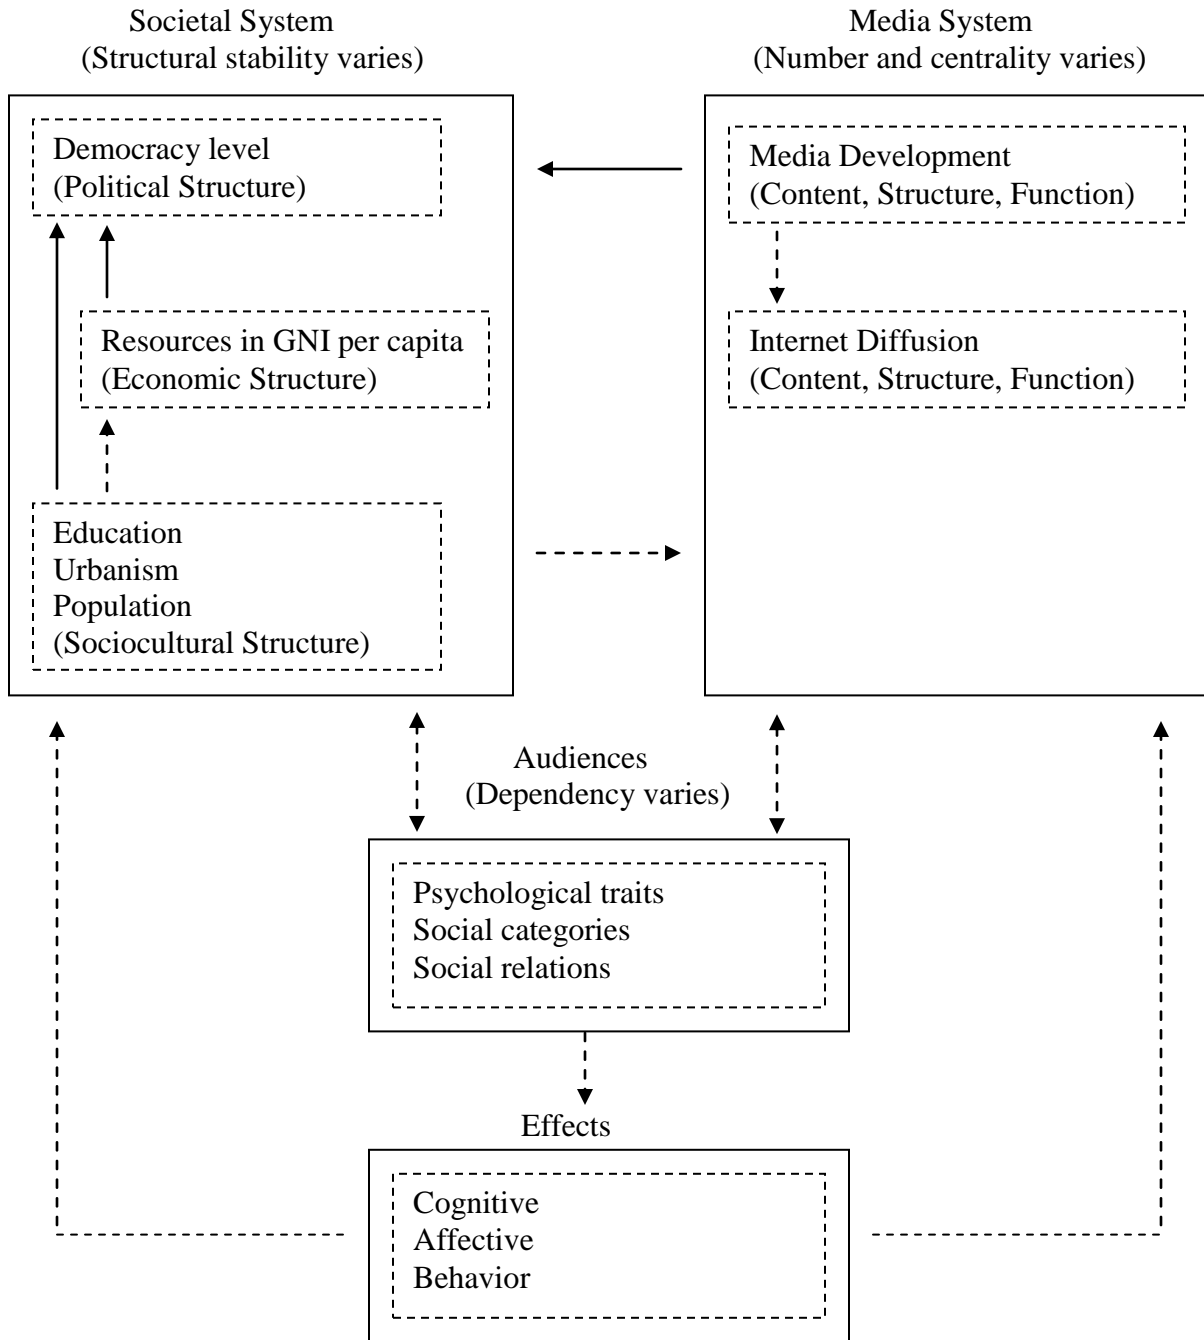 Societal System
(Structural stability varies)
Media System
(Number and centrality varies)
Democracy level
(Political Structure)
Resources in GNI per capita
(Economic Structure)
Education
Urbanism
Population
(Sociocultural Structure)
Media Development
(Content, Structure, Function)
Internet Diffusion
(Content, Structure, Function)
Audiences
(Dependency varies)
Psychological traits
Social categories
Social relations
Effects
Cognitive
Affective
Behavior